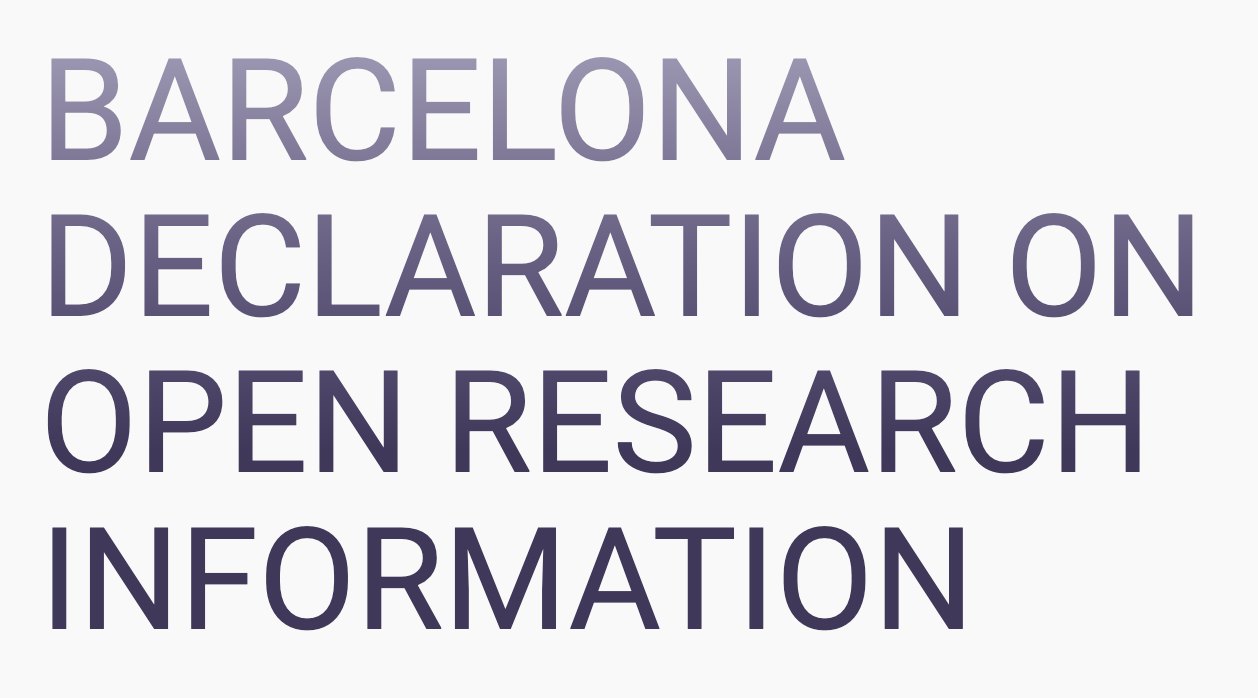 BARCELONA
DECLARATION ON
OPEN RESEARCH
INFORMATION